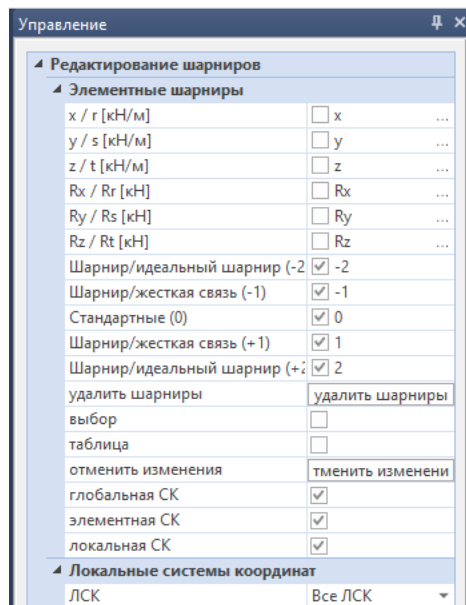 Управление
Редактирование шарниров
Элементные шарниры
x / r [кН/м] x ...
y / s [кН/м] y ...
z / t [кН/м] z ...
Rx / Rr [кН] Rx ...
Ry / Rs [кН] Ry ...
Rz / Rt [кН] Rz ...
Шарнир/идеальный шарнир (-2 -2
Шарнир/жесткая связь (-1) -1
Стандартные (0) 0
Шарнир/жесткая связь (+1) 1
Шарнир/идеальный шарнир (+2 2
удалить шарниры удалить шарниры
выбор
таблица
отменить изменения тменить изменени
глобальная СК
элементная СК
локальная СК
Локальные системы координат
ЛСК Все ЛСК